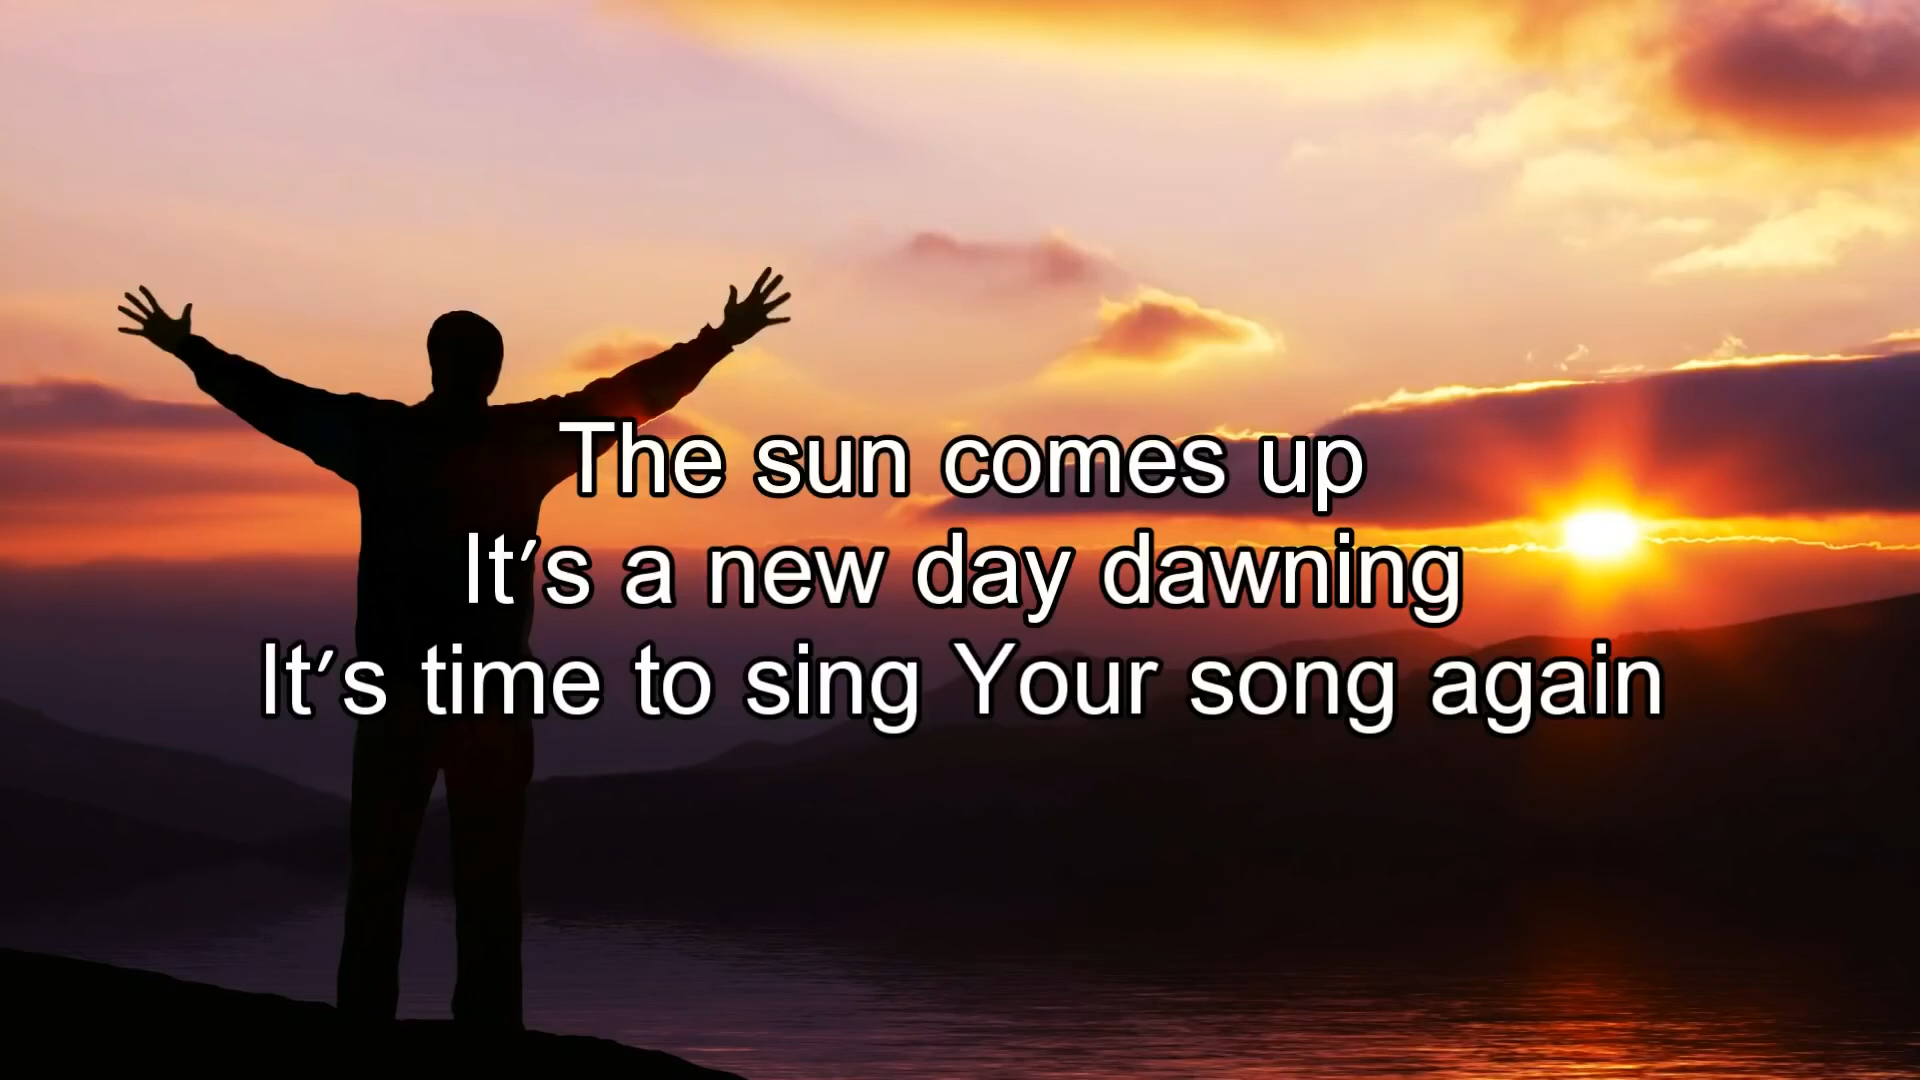 The sun comes up
It's a new day dawning
It's time to sing Your song again